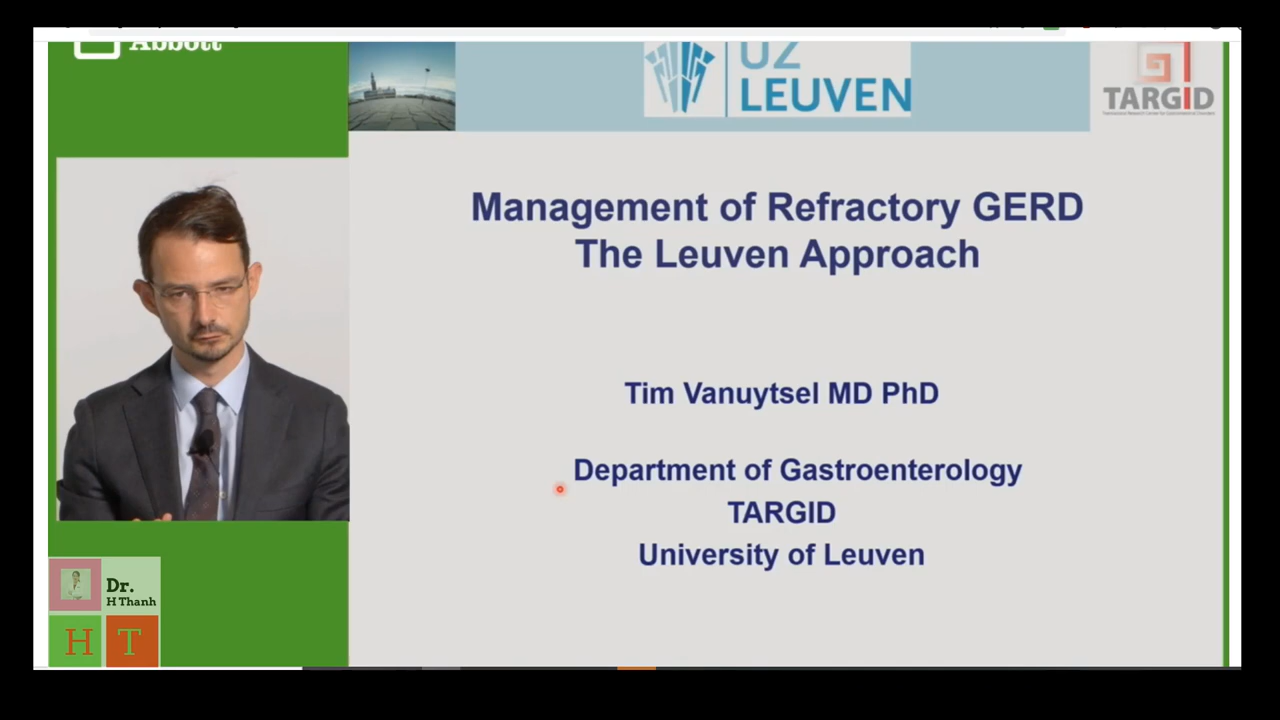 Abbott
UZ
LEUVEN
TARGID
Management of Refractory GERD
The Leuven Approach
Tim Vanuytsel MD PhD
Department of Gastroenterology
TARGID
University of Leuven
Dr.
H Thanh
H T